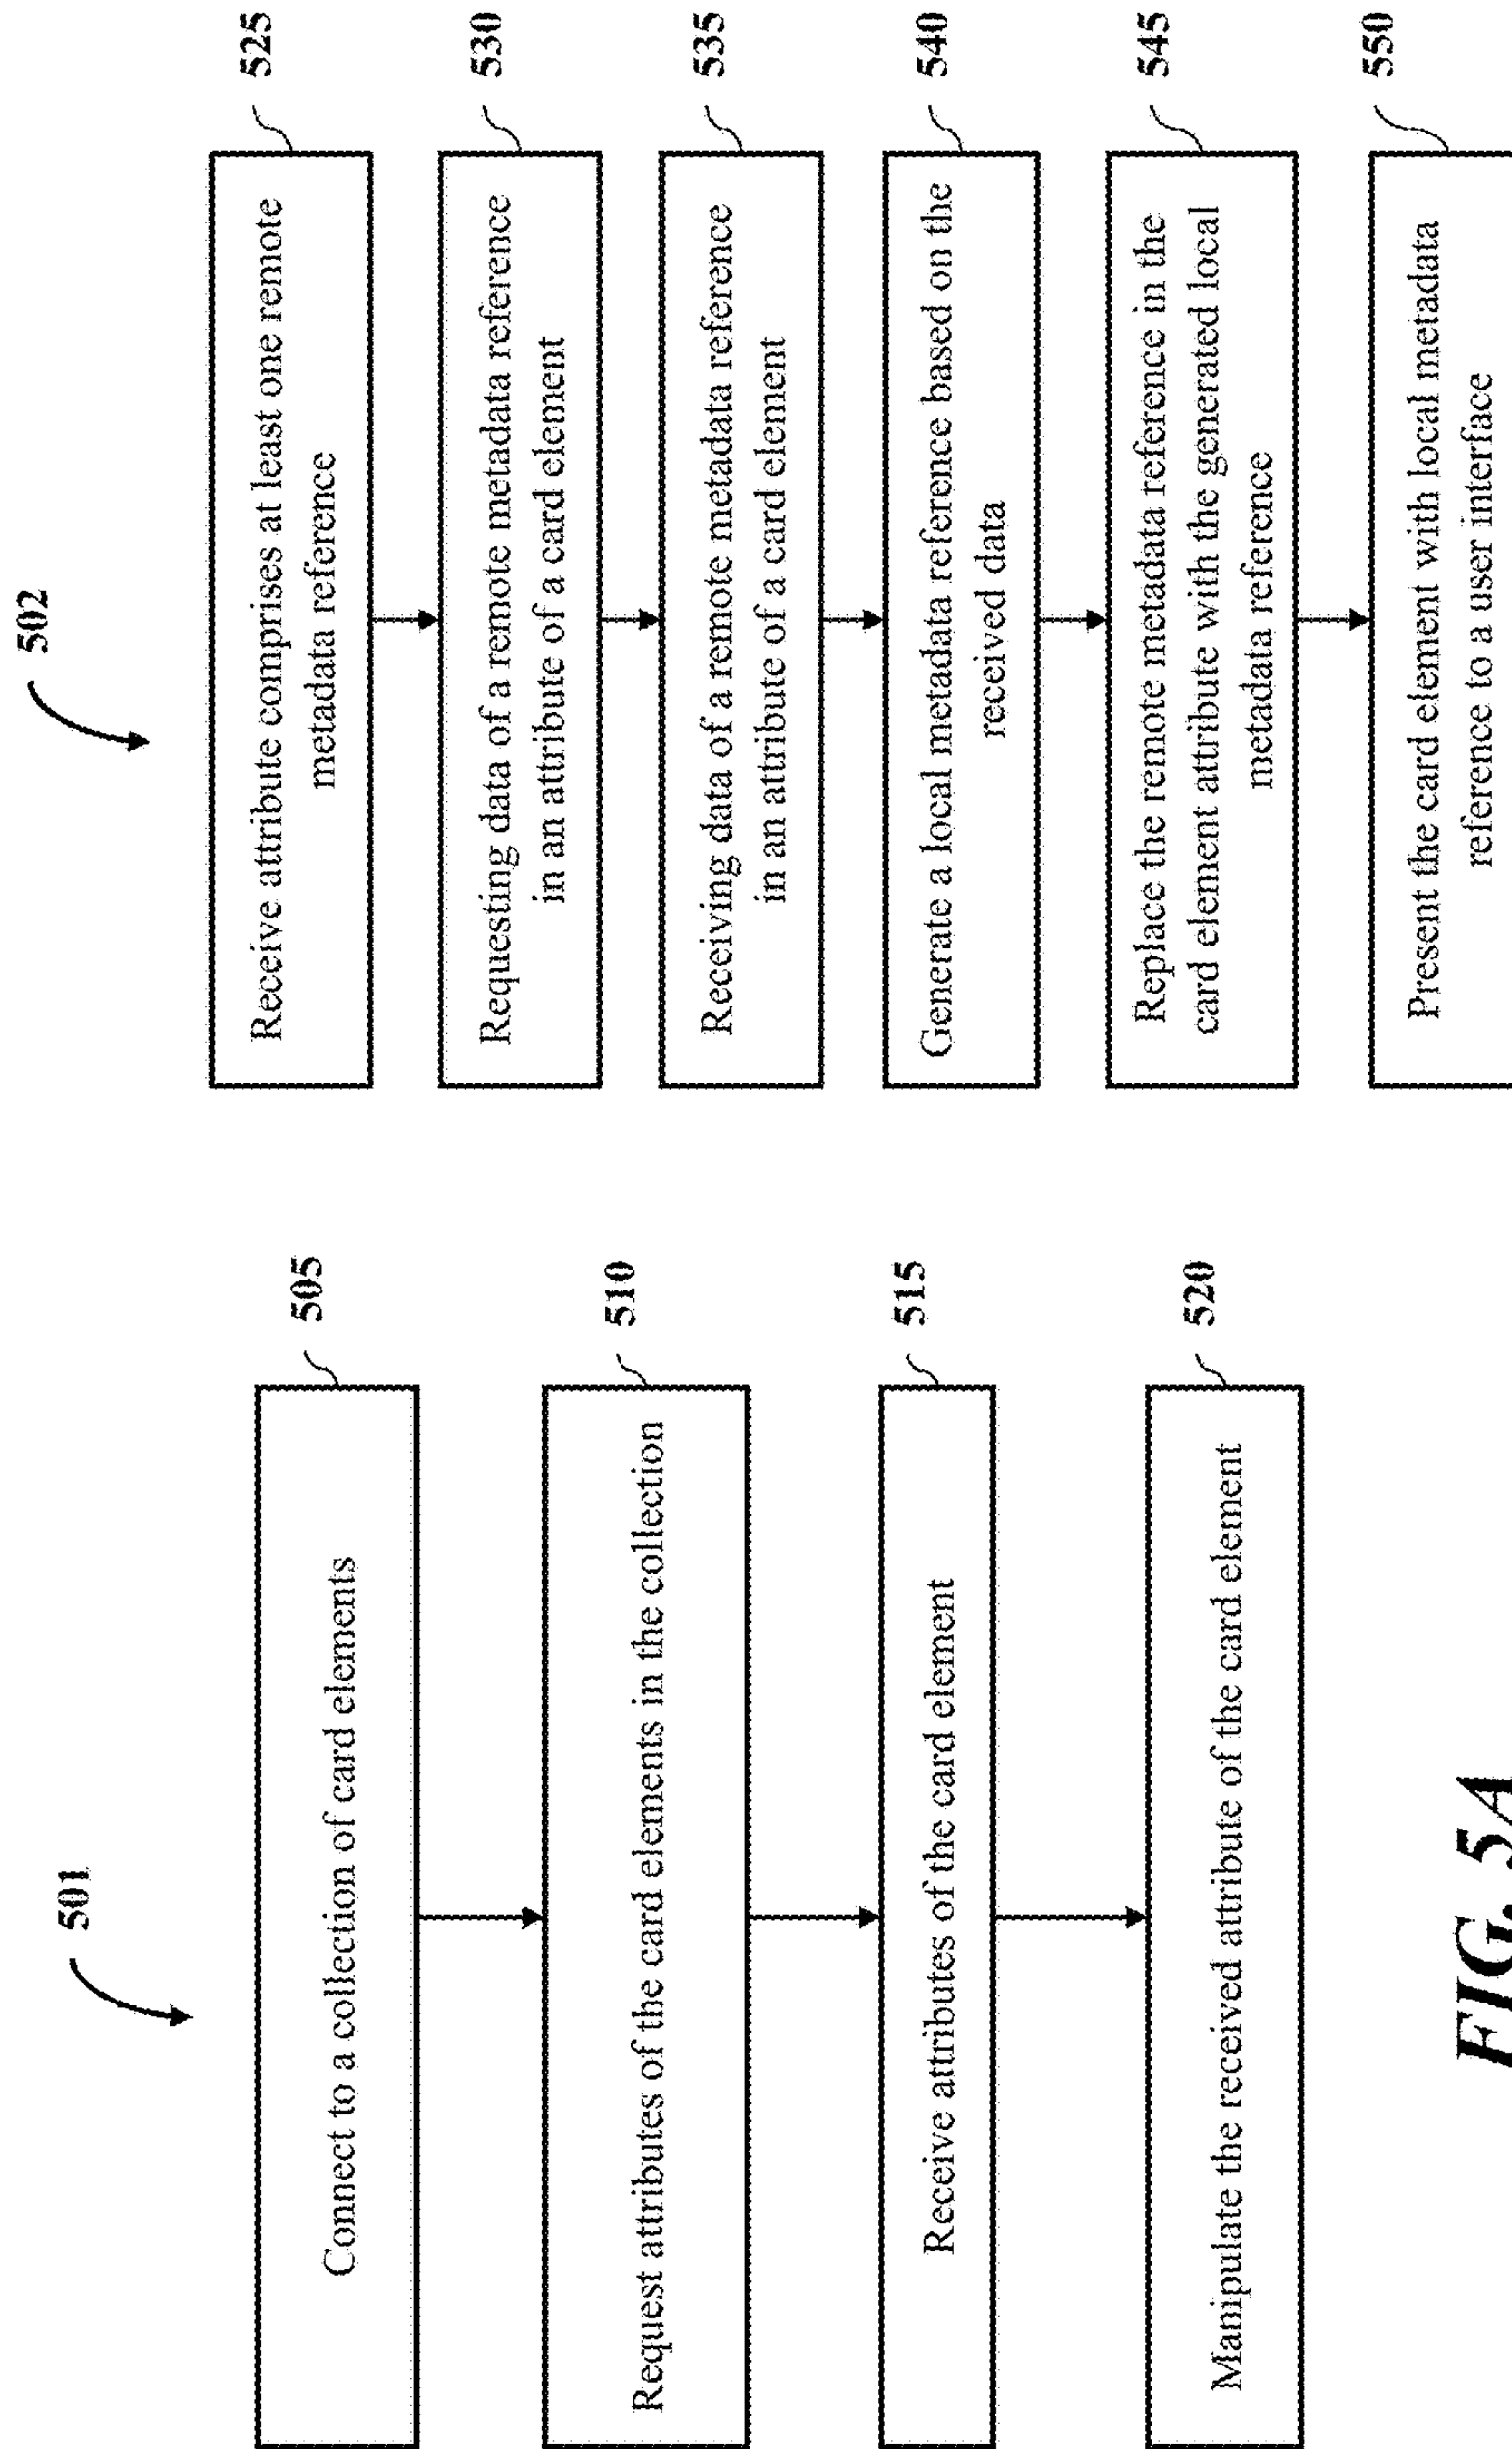 501
Connect to a collection of card elements
505
Request attributes of the card elements in the collection
510
Receive attributes of the card element
515
Manipulate the received attribute of the card element
520
502
Receive attribute comprises at least one remote
metadata reference
525
Requesting data of a remote metadata reference
in an attribute of a card element
530
Receiving data of a remote metadata reference
in an attribute of a card element
535
Generate a local metadata reference based on the
received data
540
Replace the remote metadata reference in the
card element attribute with the generated local
metadata reference
545
Present the card element with local metadata
reference to a user interface
550
FIG. 5A